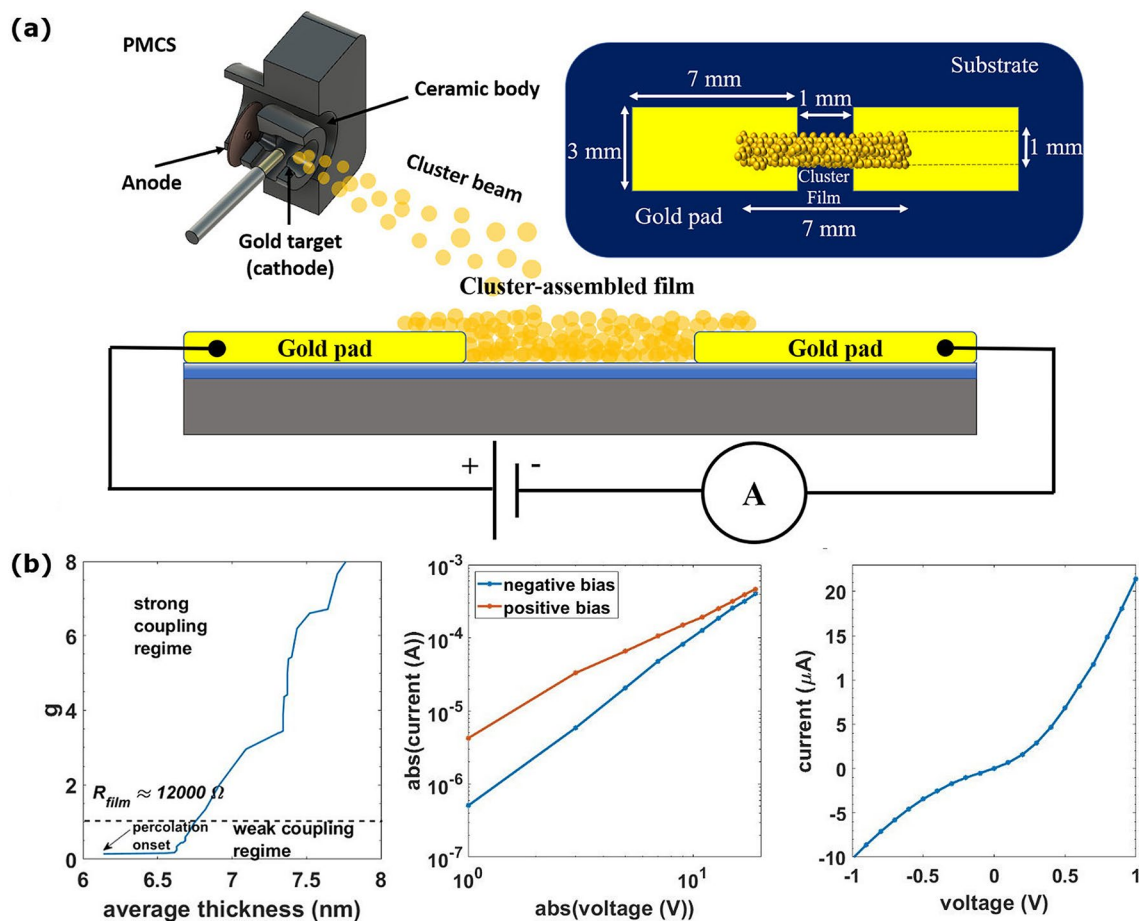 (a)
PMCS
Ceramic body
Anode
Cluster beam
Gold target
(cathode)
Substrate
7 mm
1 mm
3 mm
1 mm
Cluster
Film
Gold pad
7 mm
Cluster-assembled film
Gold pad
Gold pad
+
-
A
(b)
8
6
4
2
0
g
strong
coupling
regime
R_film ≈ 12000 Ω
percolation
onset
weak coupling
regime
6
6.5
7
7.5
8
average thickness (nm)
10^-3
10^-4
10^-5
10^-6
10^-7
abs(current (A))
negative bias
positive bias
10^0
10^1
abs(voltage (V))
20
15
10
5
0
-5
-10
current (μA)
-1
-0.5
0
0.5
1
voltage (V)